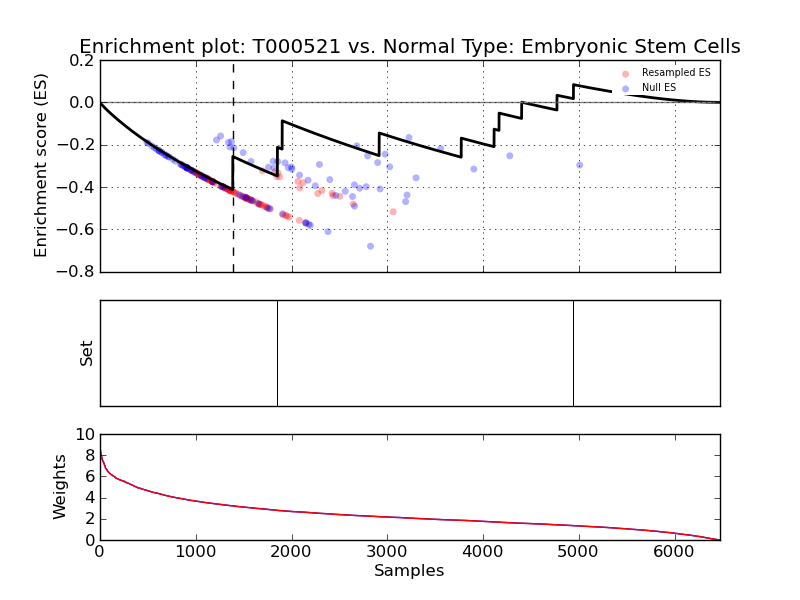 Enrichment plot: T000521 vs. Normal Type: Embryonic Stem Cells
Enrichment score (ES)
0.2
0.0
−0.2
−0.4
−0.6
−0.8
Resampled ES
Null ES
Set
Weights
10
8
6
4
2
0
0 1000 2000 3000 4000 5000 6000
Samples